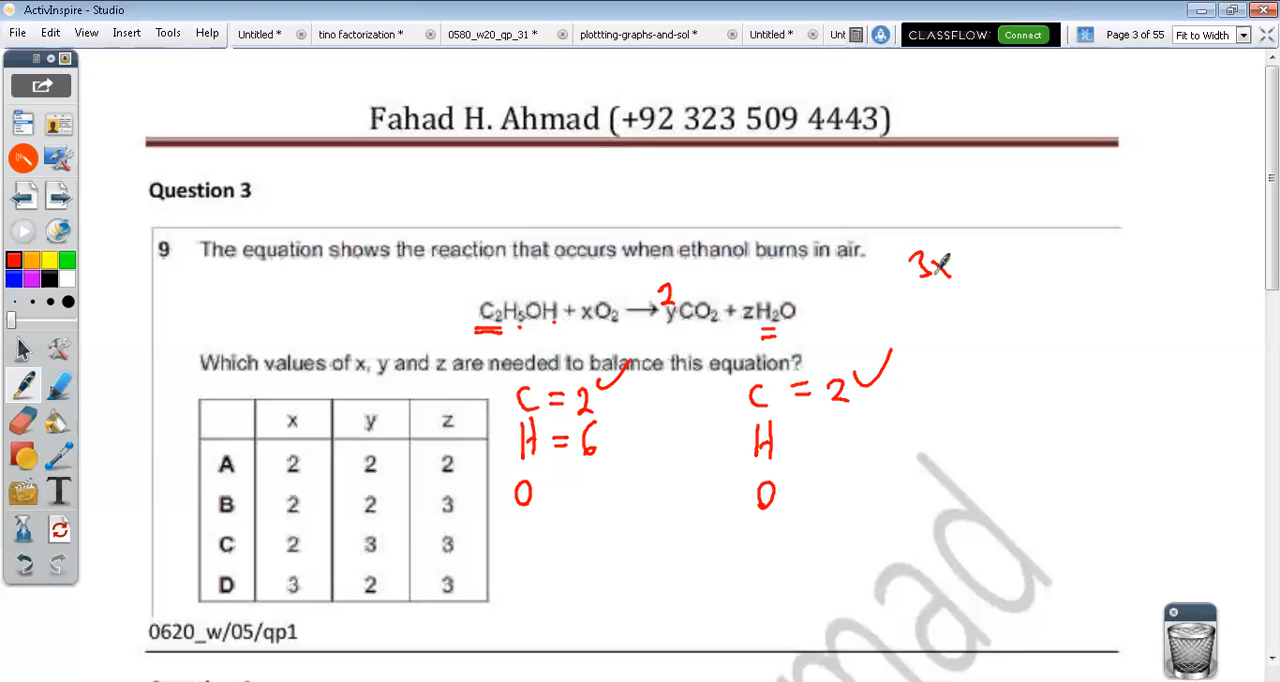 ActivInspire - Studio
File Edit View Insert Tools Help Untitled * tino factorization * 0580_w20_qp_31 * plottting-graphs-and-sol * Untitled * Unt CLASSFLOW Connect Page 3 of 55 Fit to Width
Fahad H. Ahmad (+92 323 509 4443)
Question 3
9 The equation shows the reaction that occurs when ethanol burns in air.
3x
2
C₂H₅OH + xO₂ → yCO₂ + zH₂O
Which values of x, y and z are needed to balance this equation?
C = 2 ✓ C = 2 ✓
H = 6 H
O O
x y z
A 2 2 2
B 2 2 3
C 2 3 3
D 3 2 3
0620_w/05/qp1
mad